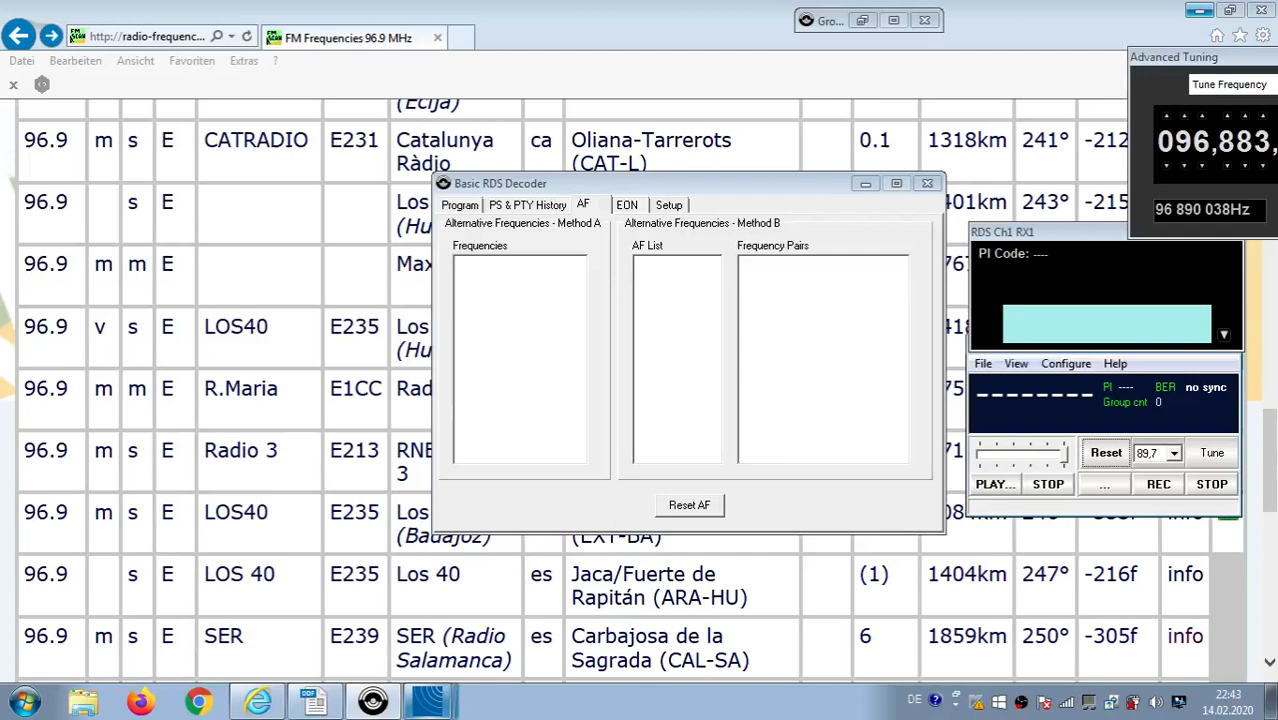 http://radio-frequenc...
FM Frequencies 96.9 MHz
Gro...
Datei Bearbeiten Ansicht Favoriten Extras ?
Advanced Tuning
Tune Frequency
096,883,
96 890 038Hz
(Ecija)
96.9 m s E CATRADIO E231 Catalunya ca Oliana-Tarrerots 0.1 1318km 241° -212
Ràdio (CAT-L)
Basic RDS Decoder
96.9 m s E Los 401km 243° -215
(Hu
Program PS & PTY History AF EON Setup
Alternative Frequencies - Method A Alternative Frequencies - Method B
Frequencies AF List Frequency Pairs
RDS Ch1 RX1
PI Code: ----
96.9 m m E Max
96.9 v s E LOS40 E235 Los
(Hu
File View Configure Help
PI ---- BER no sync
Group cnt 0
96.9 m m E R.Maria E1CC Rad
96.9 m s E Radio 3 E213 RNE
3
Reset 89,7 Tune
PLAY... STOP ... REC STOP
Reset AF
96.9 m s E LOS40 E235 Los
(Badajoz) (EXT-BA)
96.9 s E LOS 40 E235 Los 40 es Jaca/Fuerte de (1) 1404km 247° -216f info
Rapitán (ARA-HU)
96.9 m s E SER E239 SER (Radio es Carbajosa de la 6 1859km 250° -305f info
Salamanca) Sagrada (CAL-SA)
DE
22:43
14.02.2020